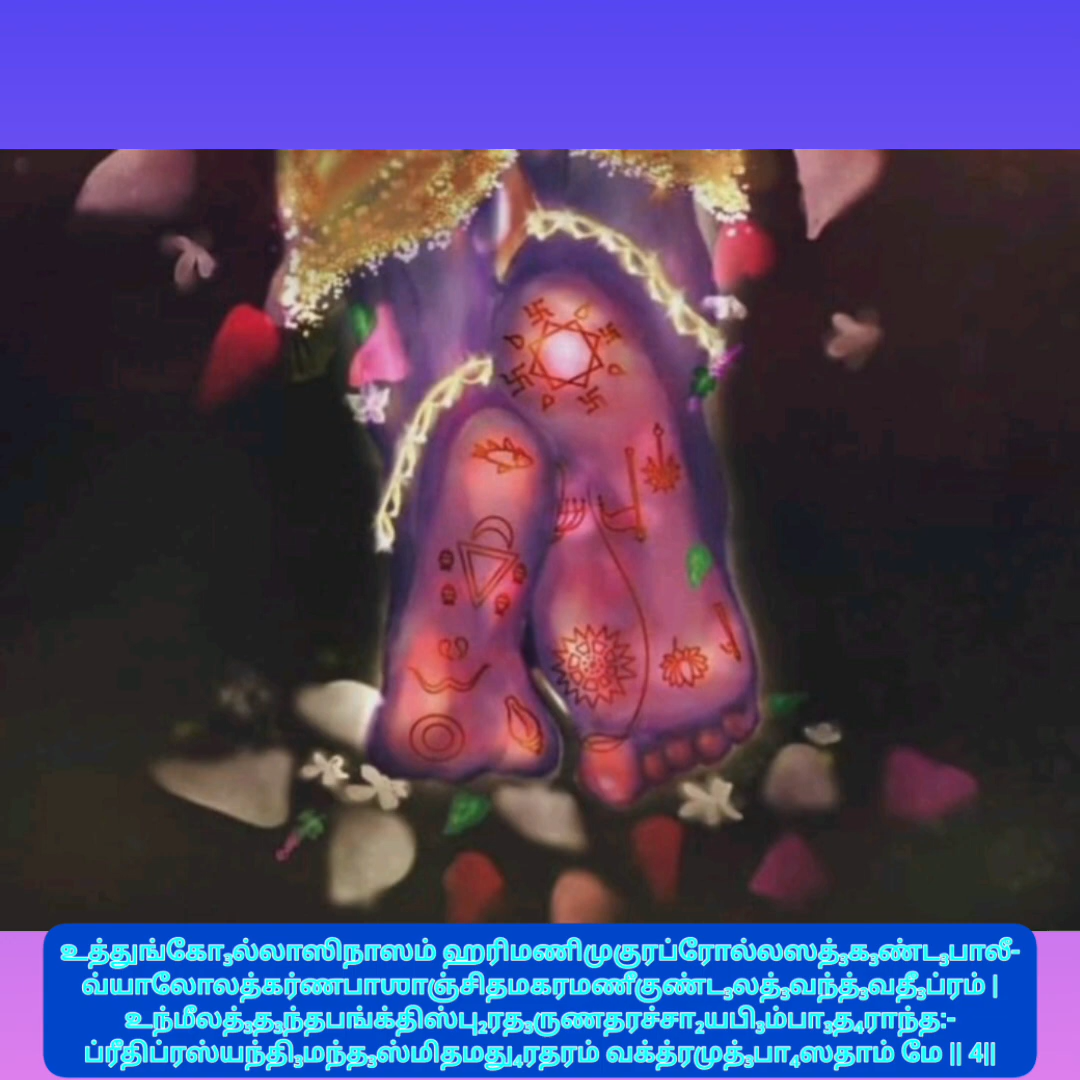 உத்துங்கோ₃ல்லாஸிநாஸம் ஹரிமணிமுகுரப்ரோல்லஸத்₃க₃ண்ட₃பாலீ-
வ்யாலோலத்கர்ணபாஶாஞ்சிதமகரமணீகுண்ட₃லத்₃வந்த்₃வதீ₃ப்ரம் |
உந்மீலத்₃த₃ந்தபங்க்திஸ்பு₂ரத₃ருணதரச்சா₂யபி₃ம்பா₃த₄ராந்த:-
ப்ரீதிப்ரஸ்யந்தி₃மந்த₃ஸ்மிதமது₄ரதரம் வக்த்ரமுத்₃பா₄ஸதாம் மே || 4||